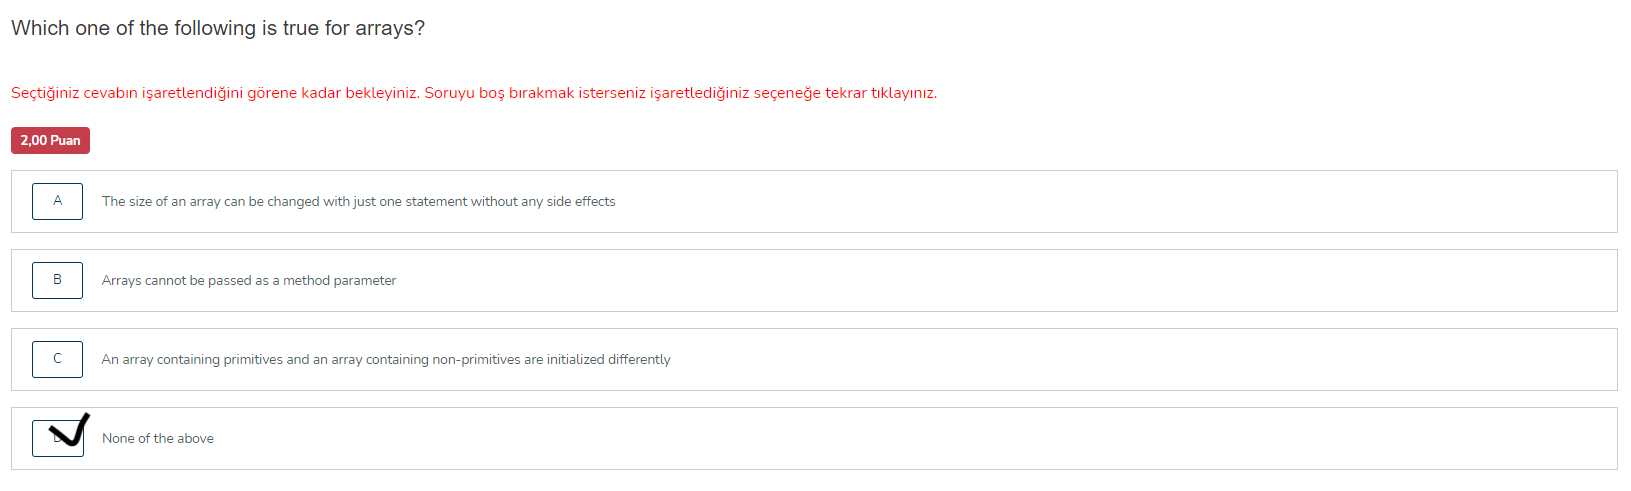 Which one of the following is true for arrays?
Seçtiğiniz cevabın işaretlendiğini görene kadar bekleyiniz. Soruyu boş bırakmak isterseniz işaretlediğiniz seçeneğe tekrar tıklayınız.
2,00 Puan
A The size of an array can be changed with just one statement without any side effects
B Arrays cannot be passed as a method parameter
C An array containing primitives and an array containing non-primitives are initialized differently
None of the above